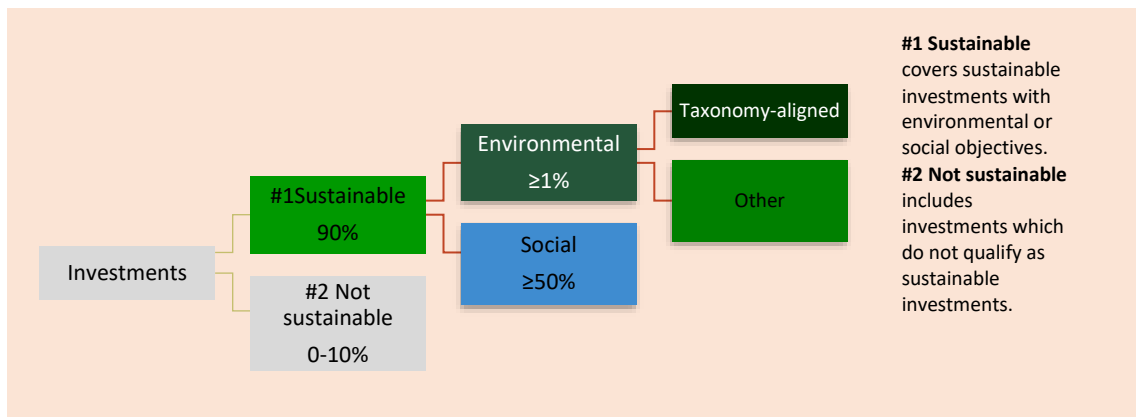 Investments
#1Sustainable
90%
#2 Not
sustainable
0-10%
Environmental
≥1%
Social
≥50%
Taxonomy-aligned
Other
#1 Sustainable
covers sustainable
investments with
environmental or
social objectives.
#2 Not sustainable
includes
investments which
do not qualify as
sustainable
investments.